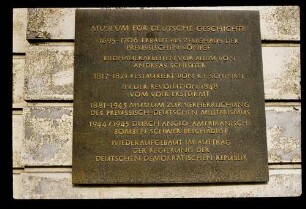 MUSEUM FÜR DEUTSCHE GESCHICHTE
1695-1706 ERBAUT ALS ZEUGHAUS DER
PREUSSISCHEN KÖNIGE
BILDHAUERARBEITEN VOR ALLEM VON
ANDREAS SCHLÜTER
1817-1821 RESTAURIERT VON K. F. SCHINKEL
IN DER REVOLUTION 1848
VOM VOLK ERSTÜRMT
1881-1945 MUSEUM ZUR VERHERRLICHUNG
DES PREUSSISCH-DEUTSCHEN MILITARISMUS
1944/1945 DURCH ANGLO-AMERIKANISCHE
BOMBEN SCHWER BESCHÄDIGT
WIEDERAUFGEBAUT IM AUFTRAG
DER REGIERUNG DER
DEUTSCHEN DEMOKRATISCHEN REPUBLIK